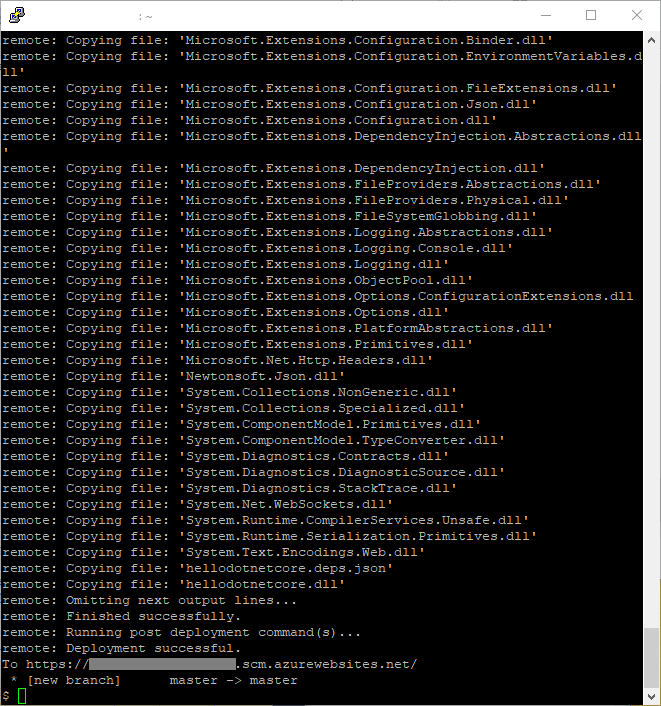 :~
remote: Copying file: 'Microsoft.Extensions.Configuration.Binder.dll'
remote: Copying file: 'Microsoft.Extensions.Configuration.EnvironmentVariables.d
ll'
remote: Copying file: 'Microsoft.Extensions.Configuration.FileExtensions.dll'
remote: Copying file: 'Microsoft.Extensions.Configuration.Json.dll'
remote: Copying file: 'Microsoft.Extensions.Configuration.dll'
remote: Copying file: 'Microsoft.Extensions.DependencyInjection.Abstractions.dll
'
remote: Copying file: 'Microsoft.Extensions.DependencyInjection.dll'
remote: Copying file: 'Microsoft.Extensions.FileProviders.Abstractions.dll'
remote: Copying file: 'Microsoft.Extensions.FileProviders.Physical.dll'
remote: Copying file: 'Microsoft.Extensions.FileSystemGlobbing.dll'
remote: Copying file: 'Microsoft.Extensions.Logging.Abstractions.dll'
remote: Copying file: 'Microsoft.Extensions.Logging.Console.dll'
remote: Copying file: 'Microsoft.Extensions.Logging.dll'
remote: Copying file: 'Microsoft.Extensions.ObjectPool.dll'
remote: Copying file: 'Microsoft.Extensions.Options.ConfigurationExtensions.dll
remote: Copying file: 'Microsoft.Extensions.Options.dll'
remote: Copying file: 'Microsoft.Extensions.PlatformAbstractions.dll'
remote: Copying file: 'Microsoft.Extensions.Primitives.dll'
remote: Copying file: 'Microsoft.Net.Http.Headers.dll'
remote: Copying file: 'Newtonsoft.Json.dll'
remote: Copying file: 'System.Collections.NonGeneric.dll'
remote: Copying file: 'System.Collections.Specialized.dll'
remote: Copying file: 'System.ComponentModel.Primitives.dll'
remote: Copying file: 'System.ComponentModel.TypeConverter.dll'
remote: Copying file: 'System.Diagnostics.Contracts.dll'
remote: Copying file: 'System.Diagnostics.DiagnosticSource.dll'
remote: Copying file: 'System.Diagnostics.StackTrace.dll'
remote: Copying file: 'System.Net.WebSockets.dll'
remote: Copying file: 'System.Runtime.CompilerServices.Unsafe.dll'
remote: Copying file: 'System.Runtime.Serialization.Primitives.dll'
remote: Copying file: 'System.Text.Encodings.Web.dll'
remote: Copying file: 'hellodotnetcore.deps.json'
remote: Copying file: 'hellodotnetcore.dll'
remote: Omitting next output lines...
remote: Finished successfully.
remote: Running post deployment command(s)...
remote: Deployment successful.
To https:// .scm.azurewebsites.net/
 * [new branch]      master -> master
$